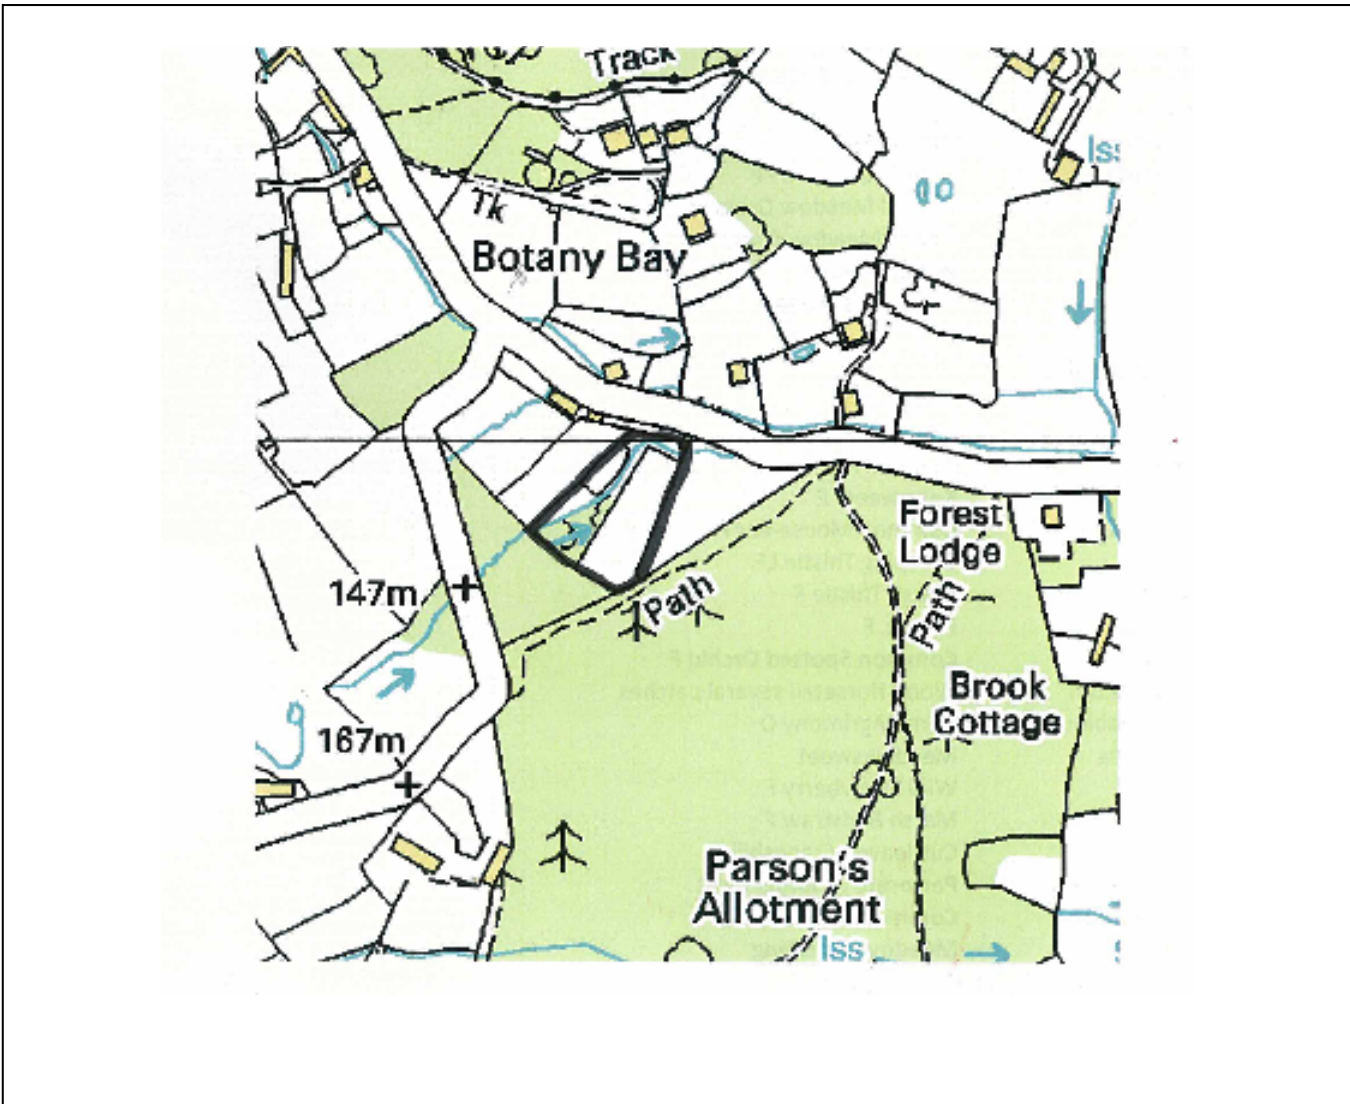 Track
Iss
Tk
Botany Bay
Forest
Lodge
147m
Path
Path
Brook
Cottage
167m
Parson's
Allotment
Iss